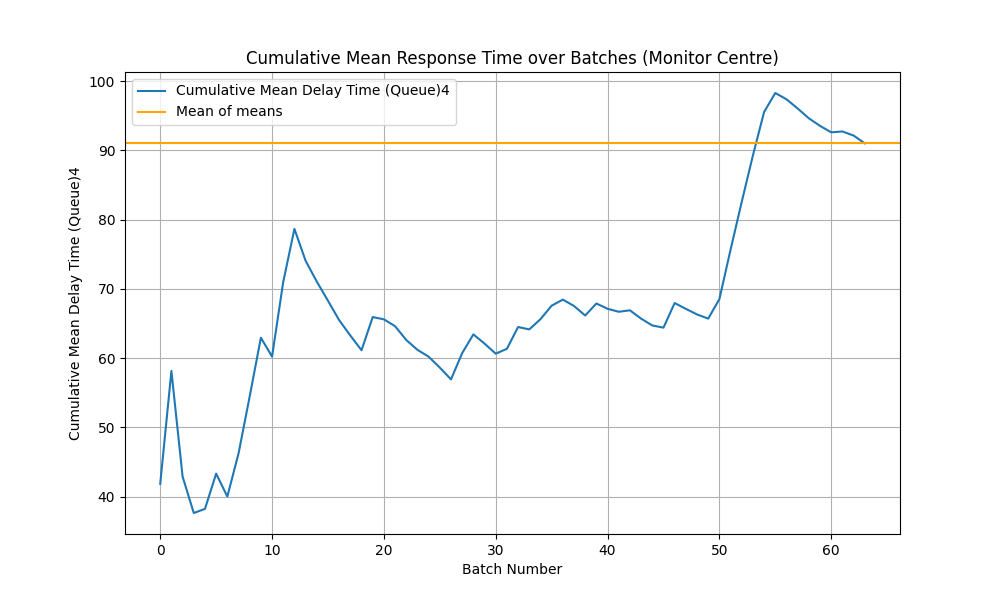 Cumulative Mean Response Time over Batches (Monitor Centre)
Cumulative Mean Delay Time (Queue)4
Mean of means
Cumulative Mean Delay Time (Queue)4
100
90
80
70
60
50
40
0 10 20 30 40 50 60
Batch Number